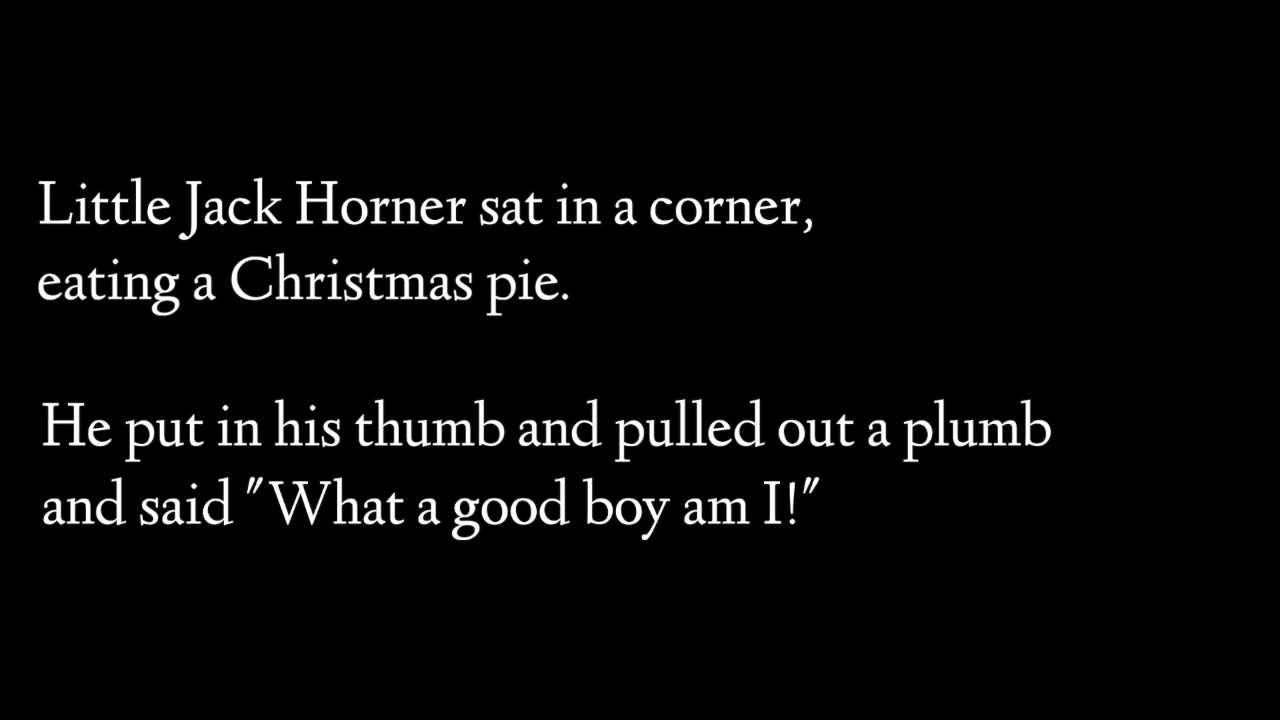 Little Jack Horner sat in a corner,
eating a Christmas pie.
He put in his thumb and pulled out a plumb
and said "What a good boy am I!"